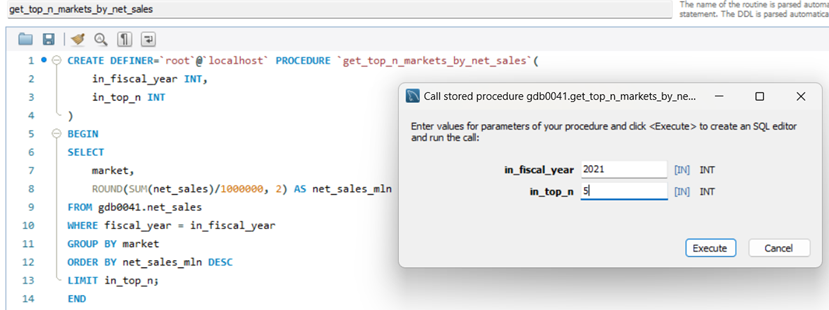 get_top_n_markets_by_net_sales
The name of the routine is parsed automa
statement. The DDL is parsed automatica
1 CREATE DEFINER=`root`@`localhost` PROCEDURE `get_top_n_markets_by_net_sales`(
2 in_fiscal_year INT,
3 in_top_n INT
4 )
5 BEGIN
6 SELECT
7 market,
8 ROUND(SUM(net_sales)/1000000, 2) AS net_sales_mln
9 FROM gdb0041.net_sales
10 WHERE fiscal_year = in_fiscal_year
11 GROUP BY market
12 ORDER BY net_sales_mln DESC
13 LIMIT in_top_n;
14 END
Call stored procedure gdb0041.get_top_n_markets_by_ne...
Enter values for parameters of your procedure and click <Execute> to create an SQL editor
and run the call:
in_fiscal_year 2021 [IN] INT
in_top_n 5 [IN] INT
Execute Cancel